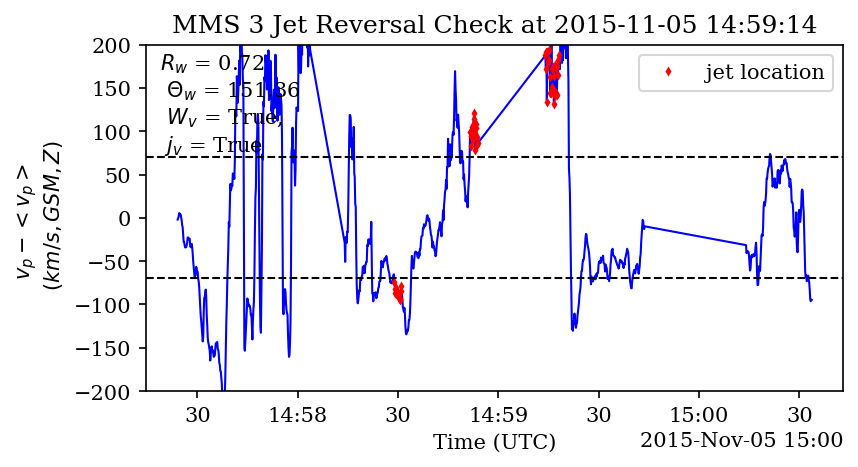 MMS 3 Jet Reversal Check at 2015-11-05 14:59:14
R_w = 0.72,
Θ_w = 151.36
W_v = True,
j_v = True
jet location
v_p − < v_p >
(km/s, GSM, Z)
200
150
100
50
0
−50
−100
−150
−200
30
14:58
30
14:59
30
15:00
30
Time (UTC)
2015-Nov-05 15:00